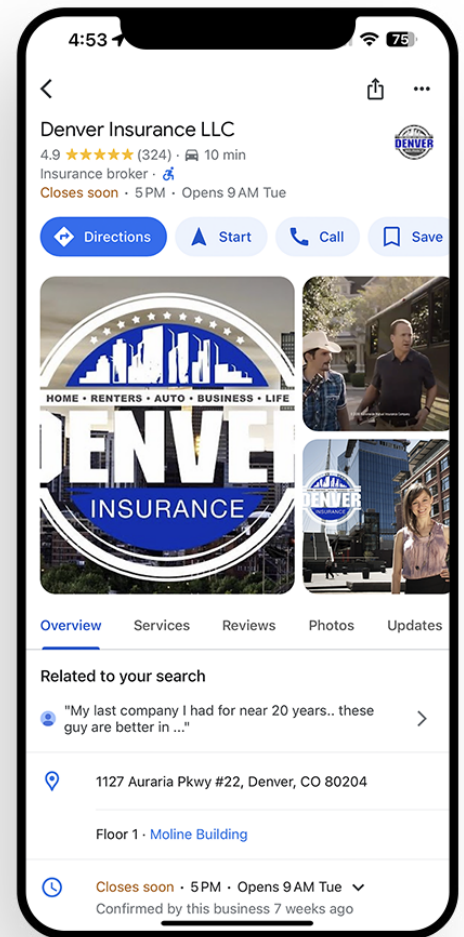 4:53
75
Denver Insurance LLC
DENVER
4.9 ★★★★★ (324) · 10 min
Insurance broker ·
Closes soon · 5 PM · Opens 9 AM Tue
Directions
Start
Call
Save
HOME • RENTERS • AUTO • BUSINESS • LIFE
DENVE
INSURANCE
DENVER
INSURANCE
Overview
Services
Reviews
Photos
Updates
Related to your search
"My last company I had for near 20 years.. these
guy are better in ..."
1127 Auraria Pkwy #22, Denver, CO 80204
Floor 1 · Moline Building
Closes soon · 5 PM · Opens 9 AM Tue
Confirmed by this business 7 weeks ago